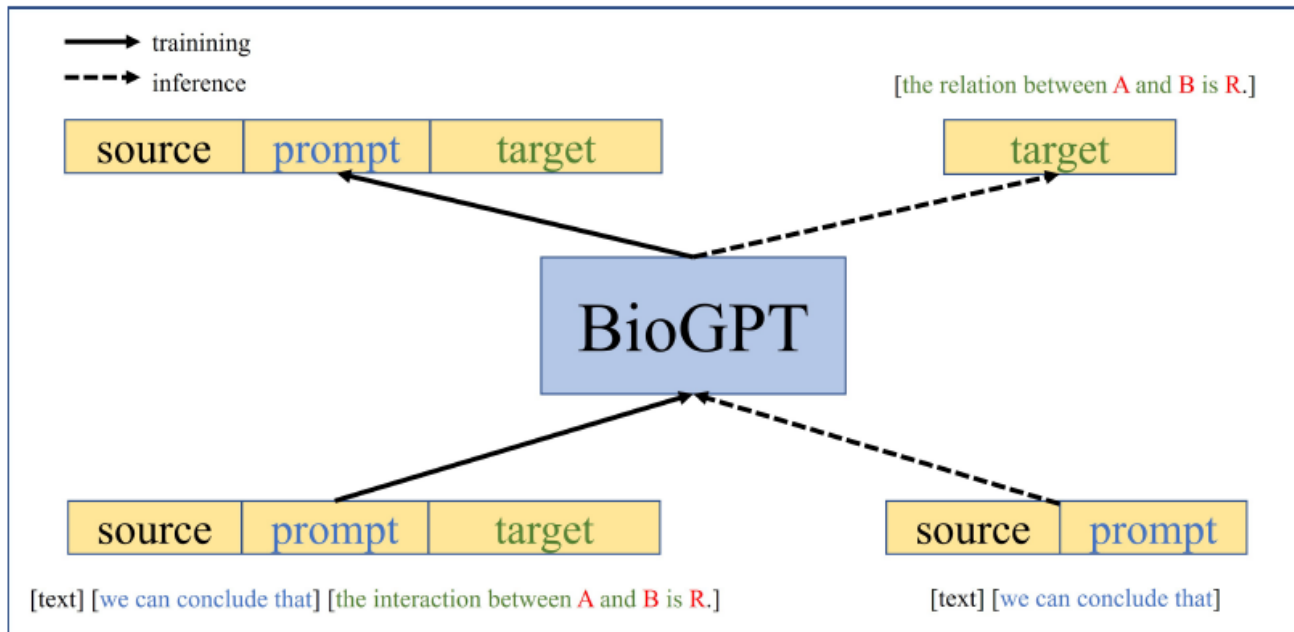 trainining
inference
[the relation between A and B is R.]
source prompt target
target
BioGPT
source prompt target
source prompt
[text] [we can conclude that] [the interaction between A and B is R.]
[text] [we can conclude that]